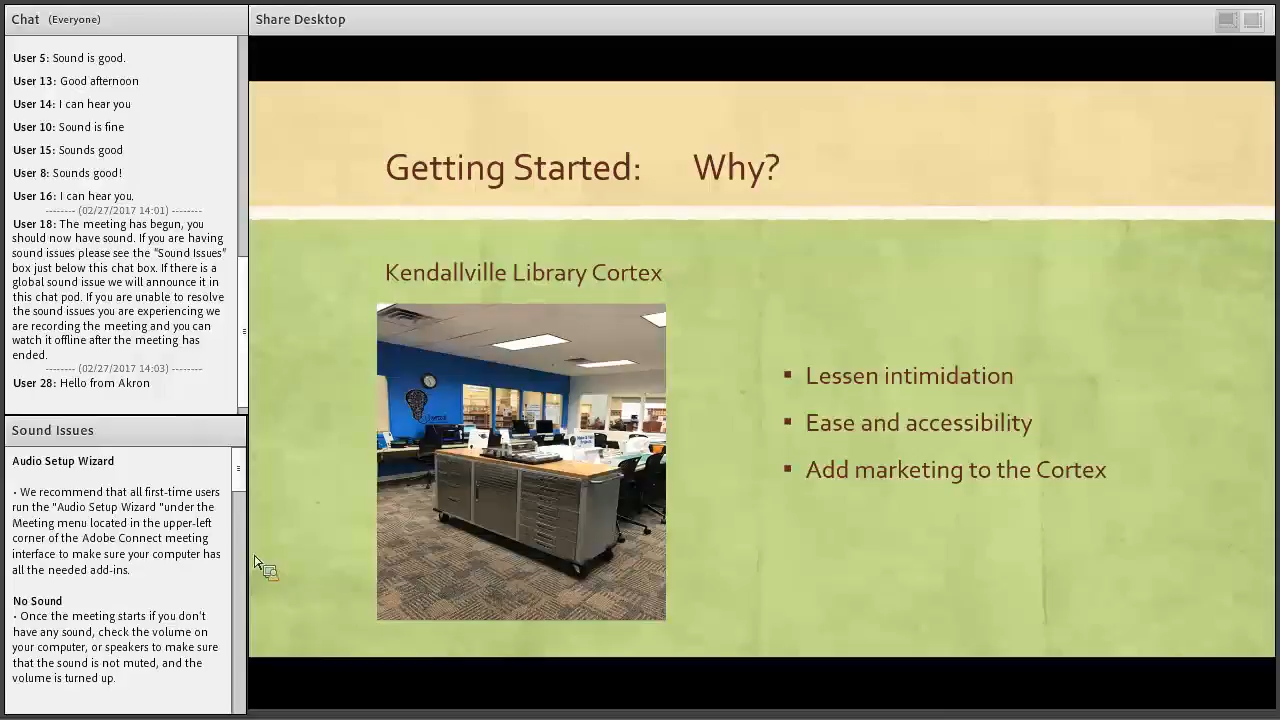 Chat (Everyone)
User 5: Sound is good.
User 13: Good afternoon
User 14: I can hear you
User 10: Sound is fine
User 15: Sounds good
User 8: Sounds good!
User 16: I can hear you.
-------- (02/27/2017 14:01) --------
User 18: The meeting has begun, you
should now have sound. If you are having
sound issues please see the "Sound Issues"
box just below this chat box. If there is a
global sound issue we will announce it in
this chat pod. If you are unable to resolve
the sound issues you are experiencing we
are recording the meeting and you can
watch it offline after the meeting has
ended.
-------- (02/27/2017 14:03) --------
User 28: Hello from Akron
Sound Issues
Audio Setup Wizard
• We recommend that all first-time users
run the "Audio Setup Wizard "under the
Meeting menu located in the upper-left
corner of the Adobe Connect meeting
interface to make sure your computer has
all the needed add-ins.
No Sound
• Once the meeting starts if you don't
have any sound, check the volume on
your computer, or speakers to make sure
that the sound is not muted, and the
volume is turned up.
Share Desktop
Getting Started: Why?
Kendallville Library Cortex
▪ Lessen intimidation
▪ Ease and accessibility
▪ Add marketing to the Cortex